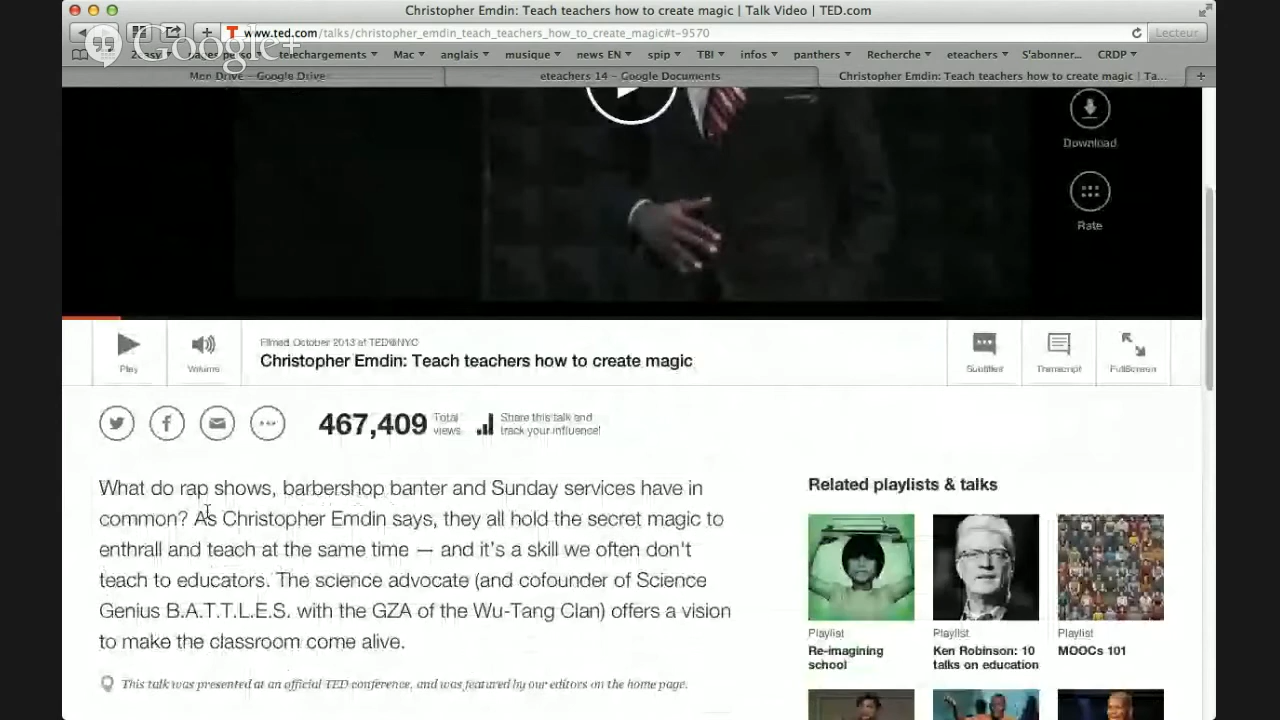 Christopher Emdin: Teach teachers how to create magic | Talk Video | TED.com
www.ted.com/talks/christopher_emdin_teach_teachers_how_to_create_magic#t-9570
Lecteur
Google+
téléchargements Mac anglais musique news EN spip TBI infos panthers Recherche eteachers S'abonner... CRDP
Mon Drive – Google Drive
eteachers 14 – Google Documents
Christopher Emdin: Teach teachers how to create magic | Talk Video | Ta...
Download
Rate
Play
Volume
Filmed October 2013 at TED@NYC
Christopher Emdin: Teach teachers how to create magic
Subtitles
Transcript
FullScreen
467,409
Total views
Share this talk and
track your influence!
What do rap shows, barbershop banter and Sunday services have in
common? As Christopher Emdin says, they all hold the secret magic to
enthrall and teach at the same time — and it's a skill we often don't
teach to educators. The science advocate (and cofounder of Science
Genius B.A.T.T.L.E.S. with the GZA of the Wu-Tang Clan) offers a vision
to make the classroom come alive.
This talk was presented at an official TED conference, and was featured by our editors on the home page.
Related playlists & talks
Playlist
Re-imagining
school
Playlist
Ken Robinson: 10
talks on education
Playlist
MOOCs 101